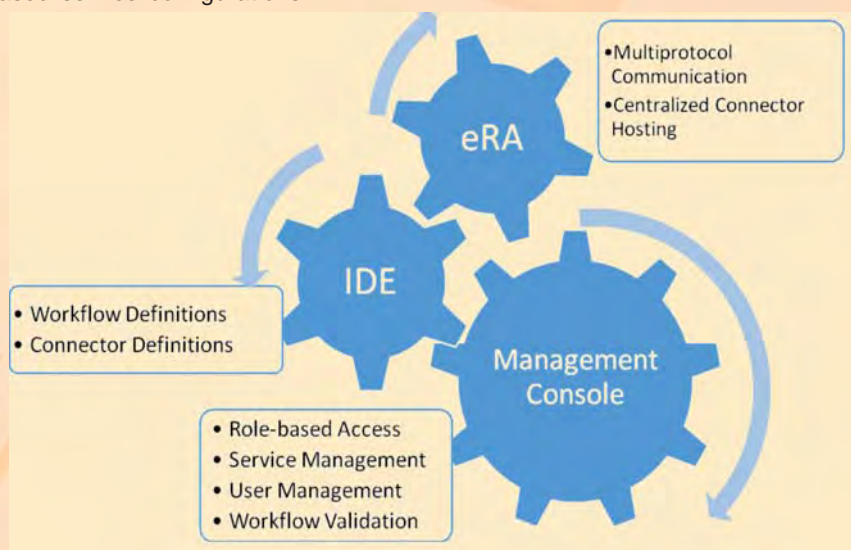 •Multiprotocol
Communication
•Centralized Connector
Hosting
eRA
IDE
• Workflow Definitions
• Connector Definitions
Management
Console
• Role-based Access
• Service Management
• User Management
• Workflow Validation